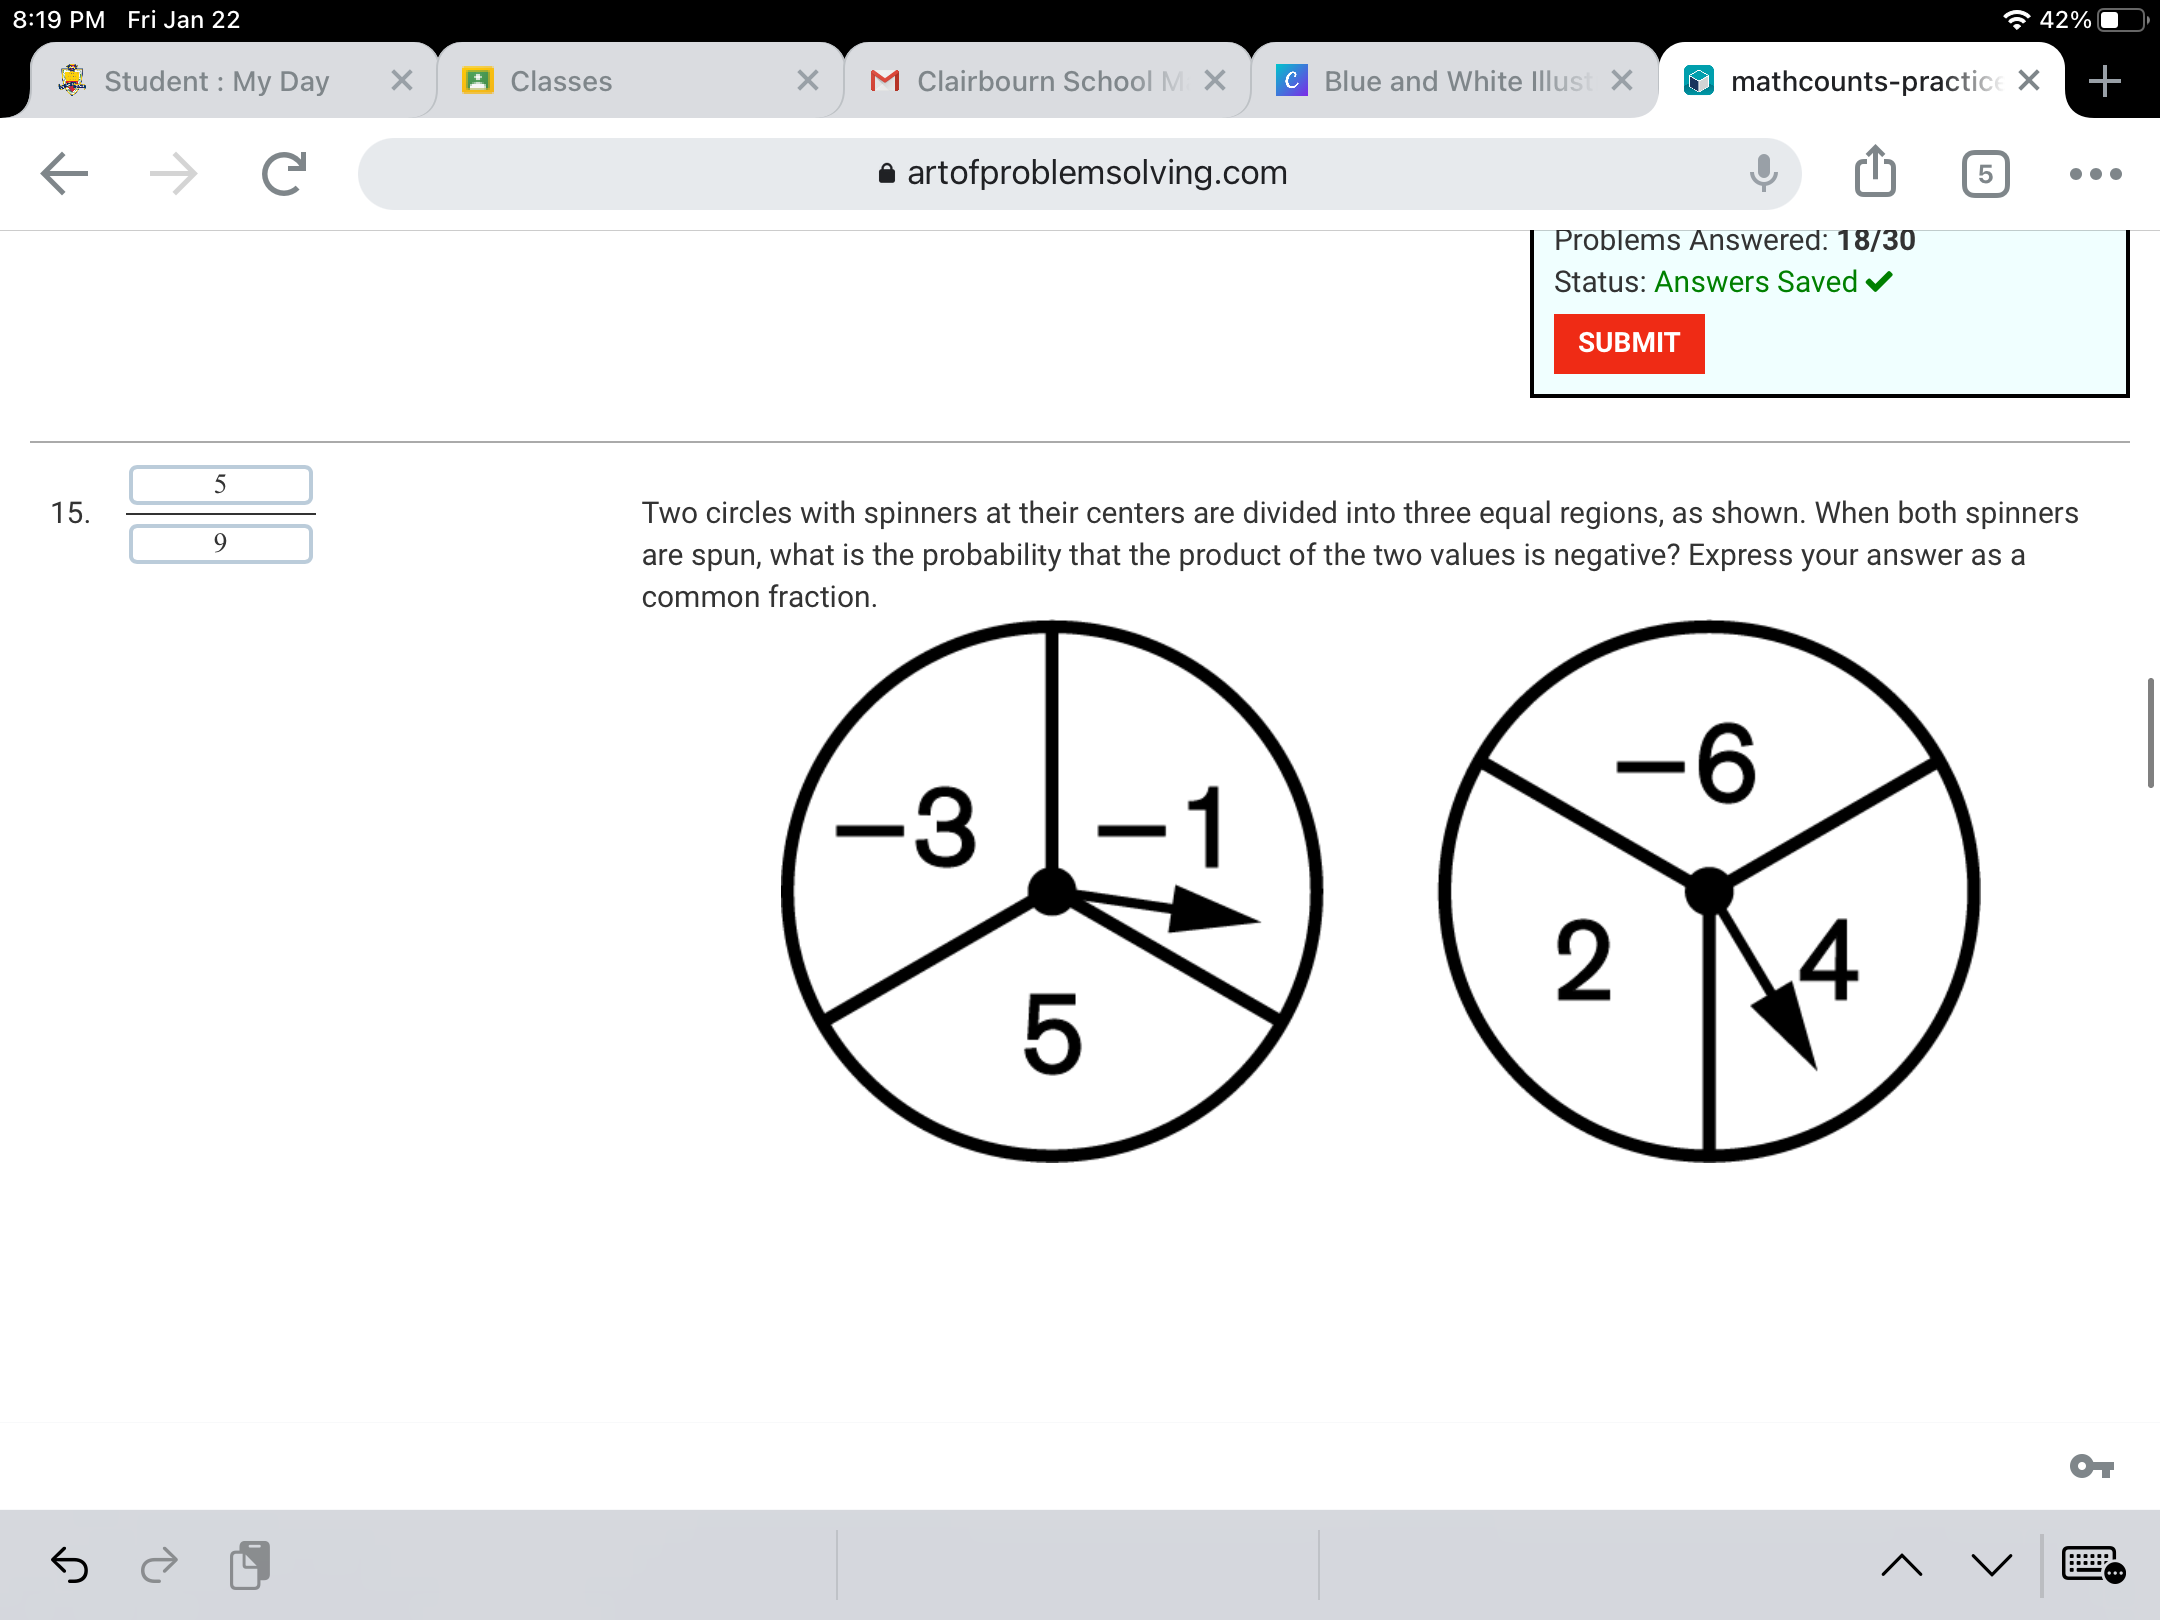 8:19 PM Fri Jan 22 42%
Student : My Day Classes Clairbourn School M Blue and White Illust mathcounts-practice
artofproblemsolving.com 5
Problems Answered: 18/30
Status: Answers Saved
SUBMIT
5
15.
9
Two circles with spinners at their centers are divided into three equal regions, as shown. When both spinners
are spun, what is the probability that the product of the two values is negative? Express your answer as a
common fraction.
−3 −1 5
−6 2 4